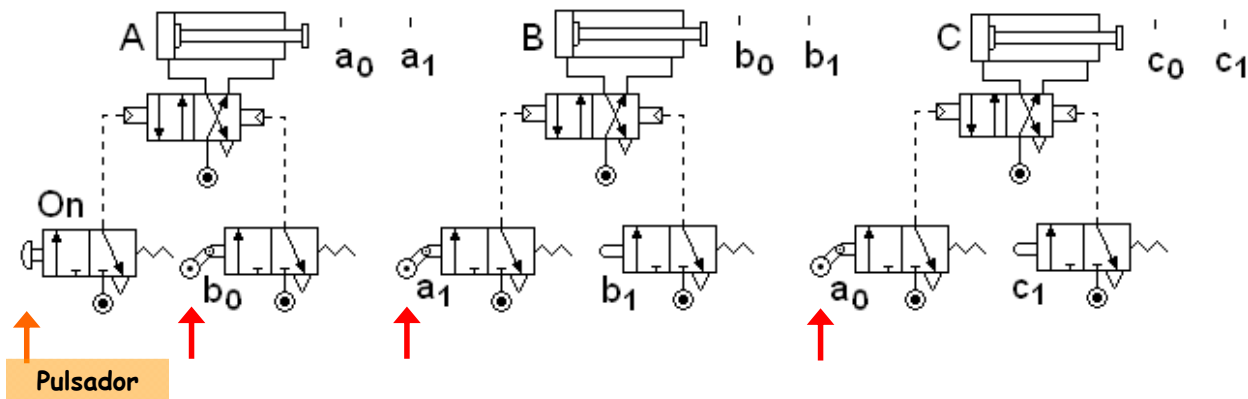 A a₀ a₁ B b₀ b₁ C c₀ c₁
On
b₀ a₁ b₁ a₀ c₁
Pulsador